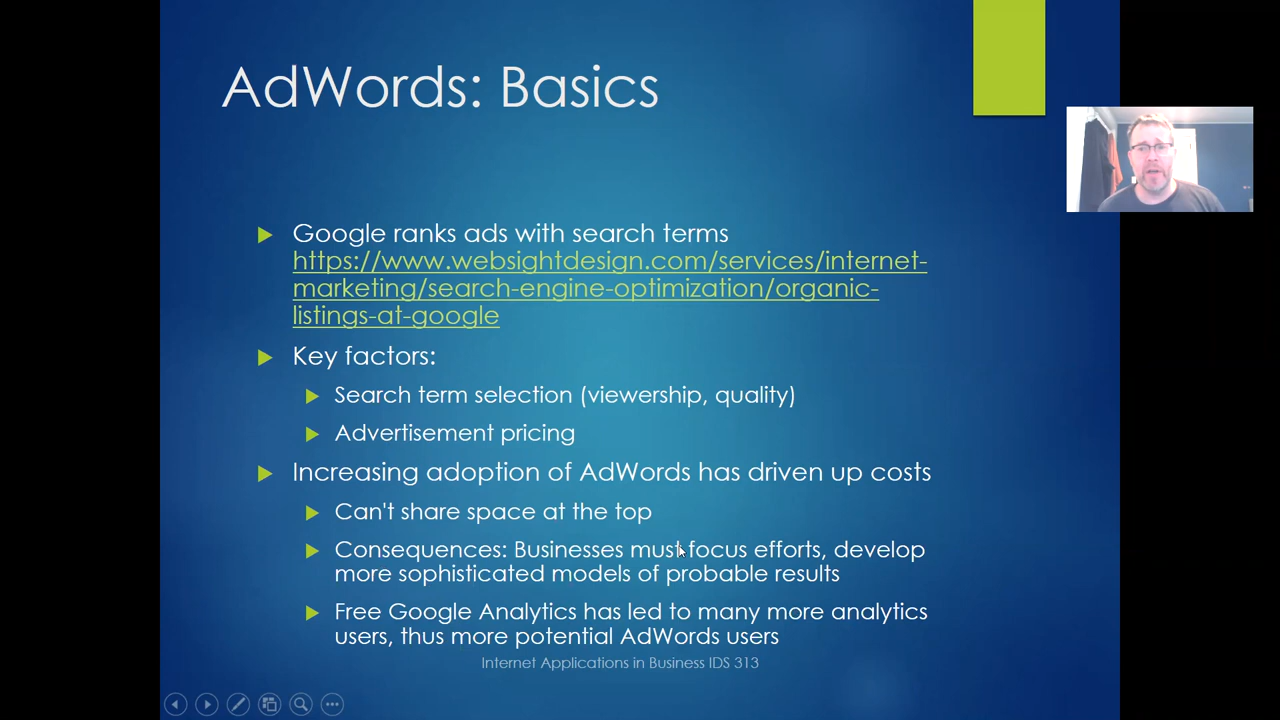 AdWords: Basics
Google ranks ads with search terms
https://www.websightdesign.com/services/internet-
marketing/search-engine-optimization/organic-
listings-at-google
Key factors:
Search term selection (viewership, quality)
Advertisement pricing
Increasing adoption of AdWords has driven up costs
Can't share space at the top
Consequences: Businesses must focus efforts, develop
more sophisticated models of probable results
Free Google Analytics has led to many more analytics
users, thus more potential AdWords users
Internet Applications in Business IDS 313